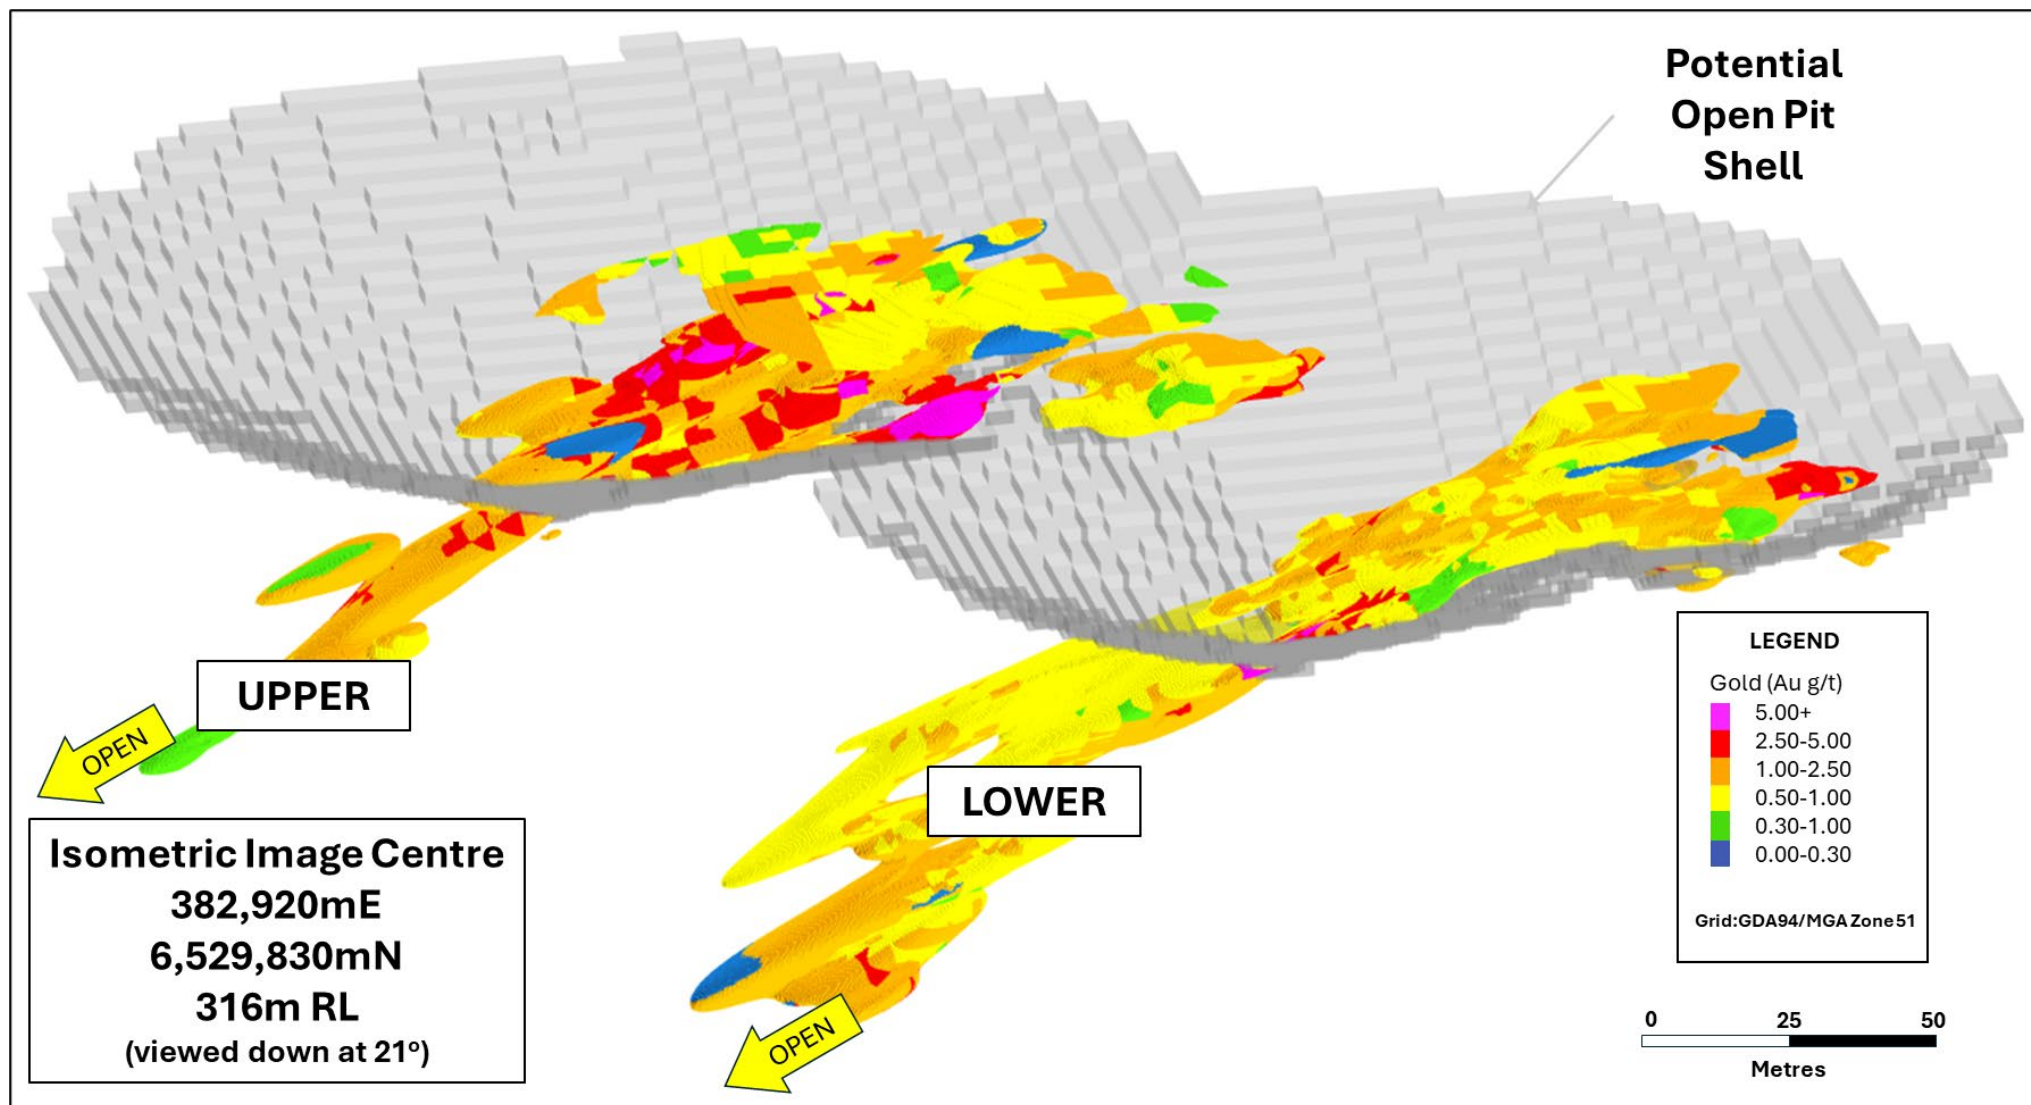 Potential
Open Pit
Shell
UPPER
OPEN
LOWER
OPEN
Isometric Image Centre
382,920mE
6,529,830mN
316m RL
(viewed down at 21°)
LEGEND
Gold (Au g/t)
5.00+
2.50-5.00
1.00-2.50
0.50-1.00
0.30-1.00
0.00-0.30
Grid:GDA94/MGA Zone 51
0 25 50
Metres